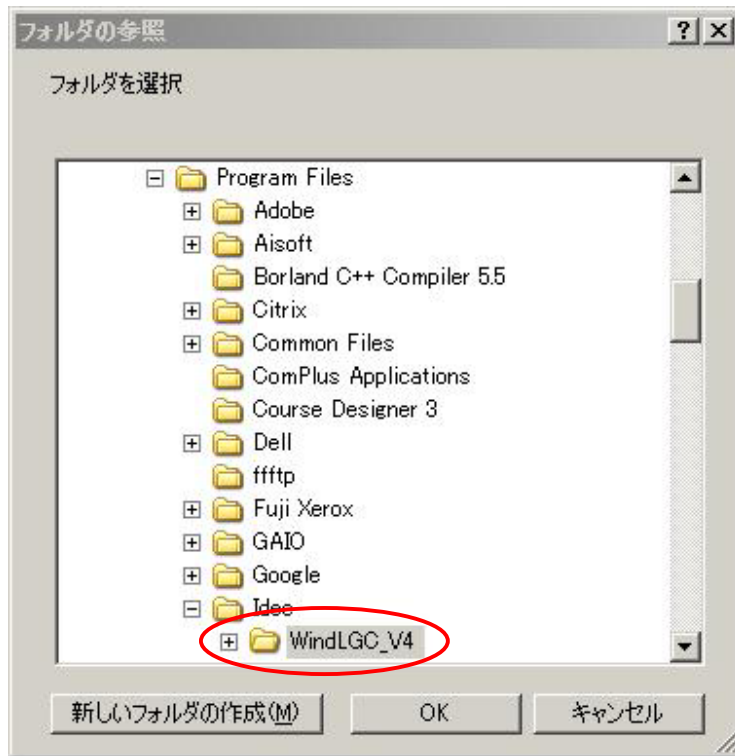 フォルダの参照
フォルダを選択
Program Files
Adobe
Aisoft
Borland C++ Compiler 5.5
Citrix
Common Files
ComPlus Applications
Course Designer 3
Dell
ffftp
Fuji Xerox
GAIO
Google
Idec
WindLGC_V4
新しいフォルダの作成(M) OK キャンセル